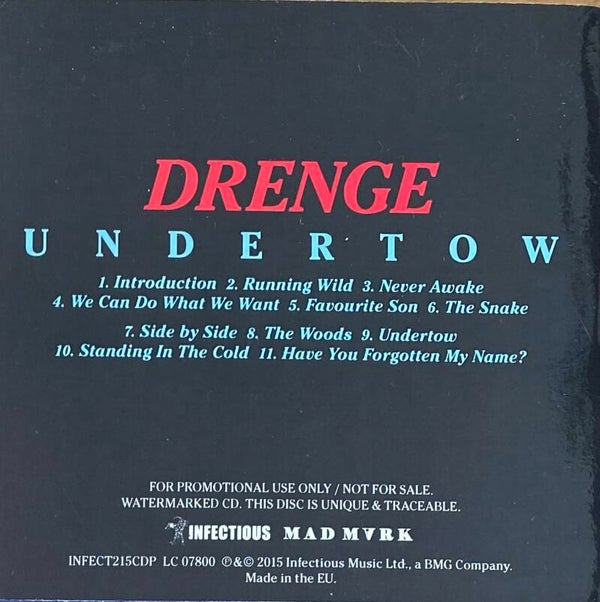 DRENGE
UNDERTOW
1. Introduction 2. Running Wild 3. Never Awake
4. We Can Do What We Want 5. Favourite Son 6. The Snake
7. Side by Side 8. The Woods 9. Undertow
10. Standing In The Cold 11. Have You Forgotten My Name?
FOR PROMOTIONAL USE ONLY / NOT FOR SALE.
WATERMARKED CD. THIS DISC IS UNIQUE & TRACEABLE.
INFECTIOUS MAD MVRK
INFECT215CDP LC 07800 ℗&© 2015 Infectious Music Ltd., a BMG Company.
Made in the EU.